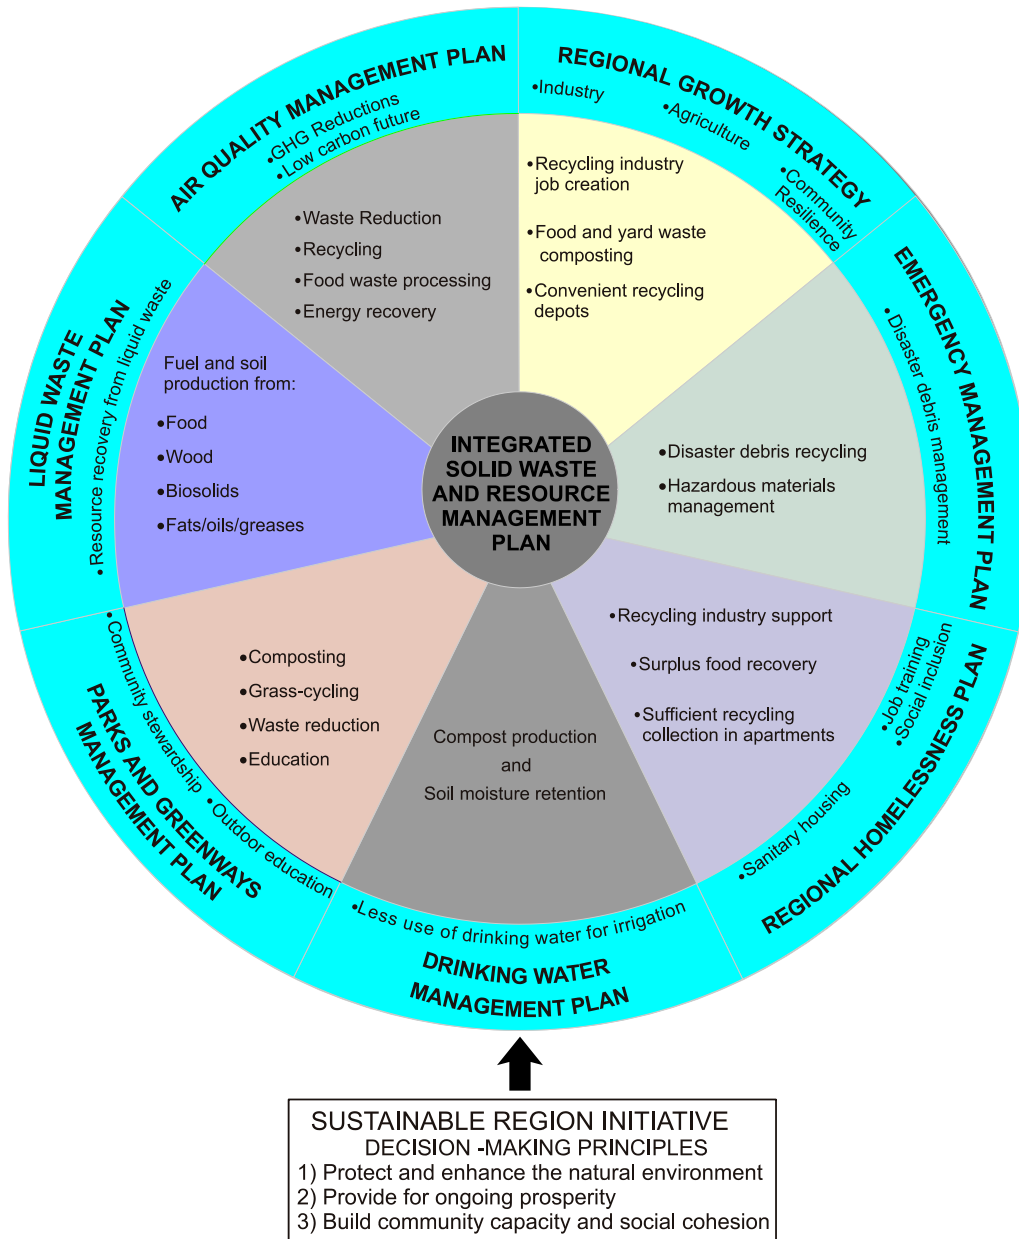 AIR QUALITY MANAGEMENT PLAN
•GHG Reductions
•Low carbon future
•Waste Reduction
•Recycling
•Food waste processing
•Energy recovery
REGIONAL GROWTH STRATEGY
•Industry
•Agriculture
•Community
Resilience
•Recycling industry
job creation
•Food and yard waste
composting
•Convenient recycling
depots
EMERGENCY MANAGEMENT PLAN
•Disaster debris management
•Disaster debris recycling
•Hazardous materials
management
REGIONAL HOMELESSNESS PLAN
•Job training
•Social inclusion
•Sanitary housing
•Recycling industry support
•Surplus food recovery
•Sufficient recycling
collection in apartments
Compost production
and
Soil moisture retention
•Less use of drinking water for irrigation
DRINKING WATER
MANAGEMENT PLAN
PARKS AND GREENWAYS
MANAGEMENT PLAN
•Community stewardship
•Outdoor education
•Composting
•Grass-cycling
•Waste reduction
•Education
LIQUID WASTE
MANAGEMENT PLAN
•Resource recovery from liquid waste
Fuel and soil
production from:
•Food
•Wood
•Biosolids
•Fats/oils/greases
INTEGRATED
SOLID WASTE
AND RESOURCE
MANAGEMENT
PLAN
SUSTAINABLE REGION INITIATIVE
DECISION -MAKING PRINCIPLES
1) Protect and enhance the natural environment
2) Provide for ongoing prosperity
3) Build community capacity and social cohesion